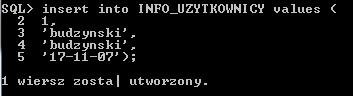 SQL> insert into INFO_UZYTKOWNICY values (
2 1,
3 'budzynski',
4 'budzynski',
5 '17-11-07');
1 wiersz zosta| utworzony.